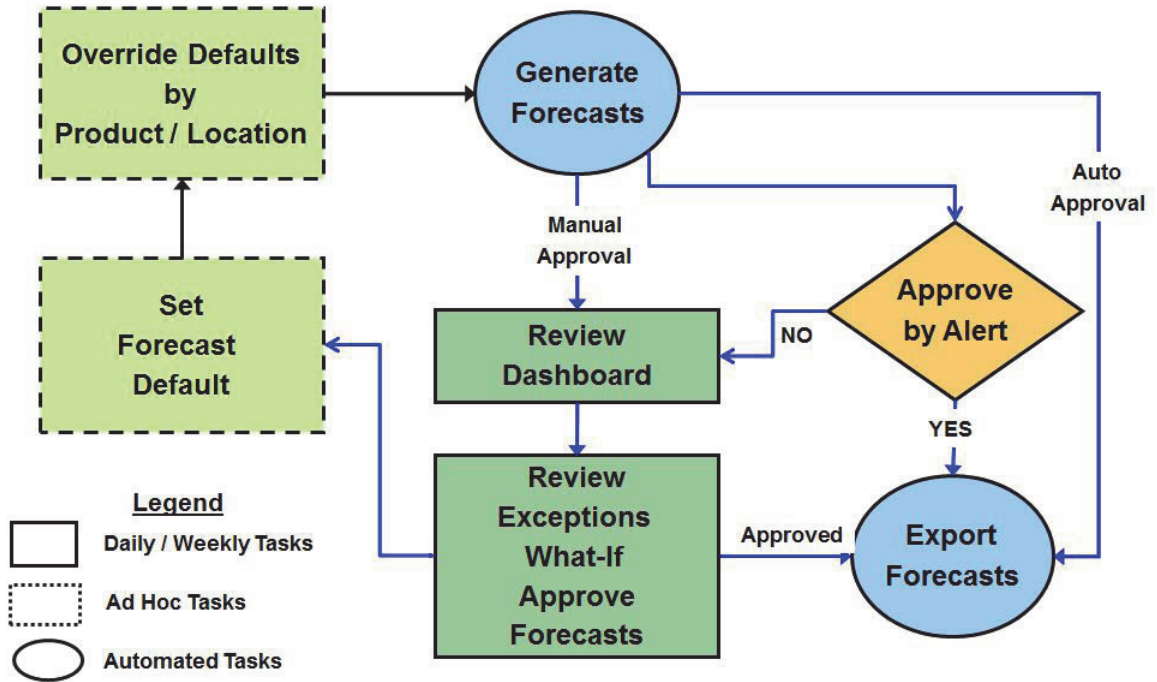 Override Defaults
by
Product / Location
Generate
Forecasts
Auto
Approval
Manual
Approval
Set
Forecast
Default
Approve
by Alert
NO
Review
Dashboard
YES
Review
Exceptions
What-If
Approve
Forecasts
Approved
Export
Forecasts
Legend
Daily / Weekly Tasks
Ad Hoc Tasks
Automated Tasks